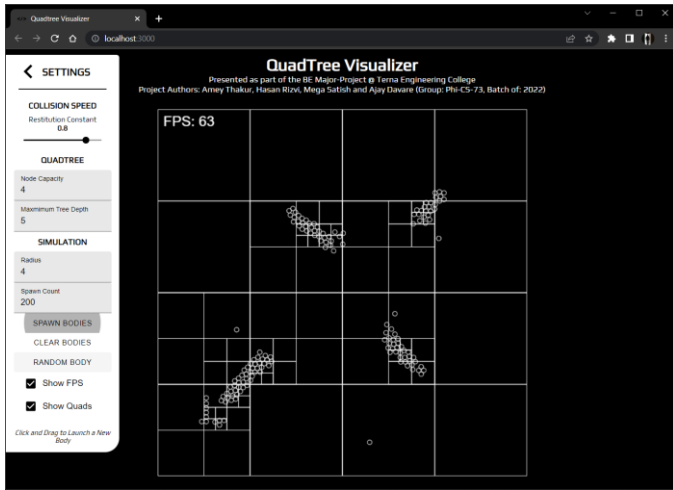 Quadtree Visualizer
localhost:3000
SETTINGS
COLLISION SPEED
Restitution Constant
0.8
QUADTREE
Node Capacity
4
Maxmimum Tree Depth
5
SIMULATION
Radius
4
Spawn Count
200
SPAWN BODIES
CLEAR BODIES
RANDOM BODY
Show FPS
Show Quads
Click and Drag to Launch a New
Body
QuadTree Visualizer
Presented as part of the BE Major-Project @ Terna Engineering College
Project Authors: Amey Thakur, Hasan Rizvi, Mega Satish and Ajay Davare (Group: Phi-CS-73, Batch of: 2022)
FPS: 63